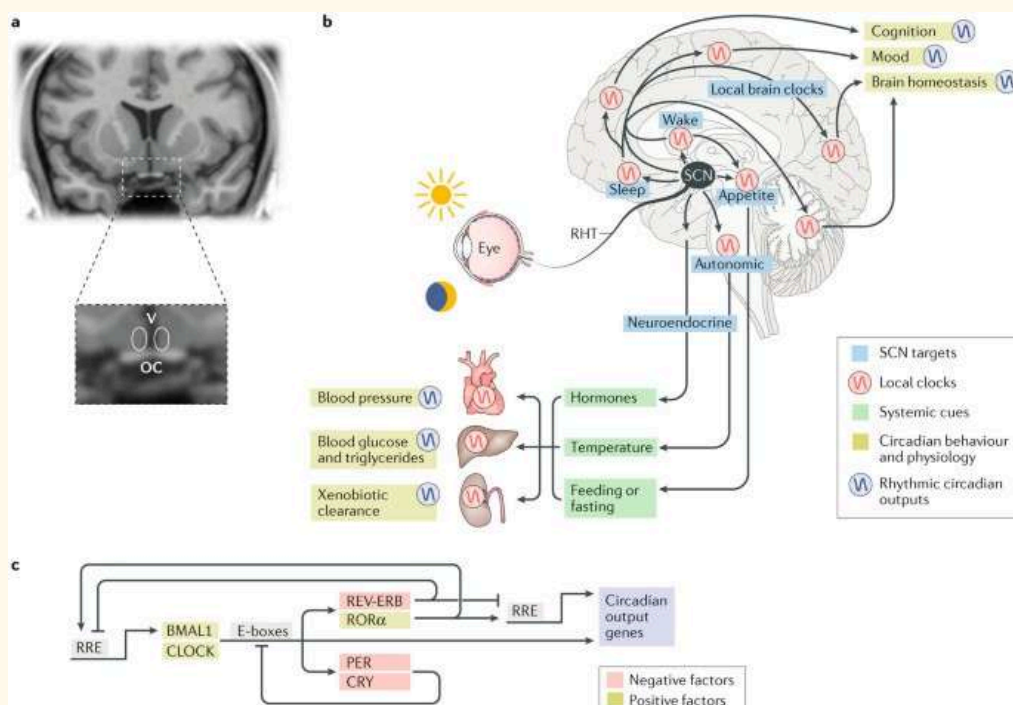 a
V
OC
b
Cognition
Mood
Brain homeostasis
Local brain clocks
Wake
SCN
Sleep
Appetite
RHT
Eye
Autonomic
Neuroendocrine
Blood pressure
Hormones
Blood glucose
and triglycerides
Temperature
Xenobiotic
clearance
Feeding or
fasting
SCN targets
Local clocks
Systemic cues
Circadian behaviour
and physiology
Rhythmic circadian
outputs
c
REV-ERB
RORα
RRE
BMAL1
CLOCK
E-boxes
RRE
Circadian
output
genes
PER
CRY
Negative factors
Positive factors